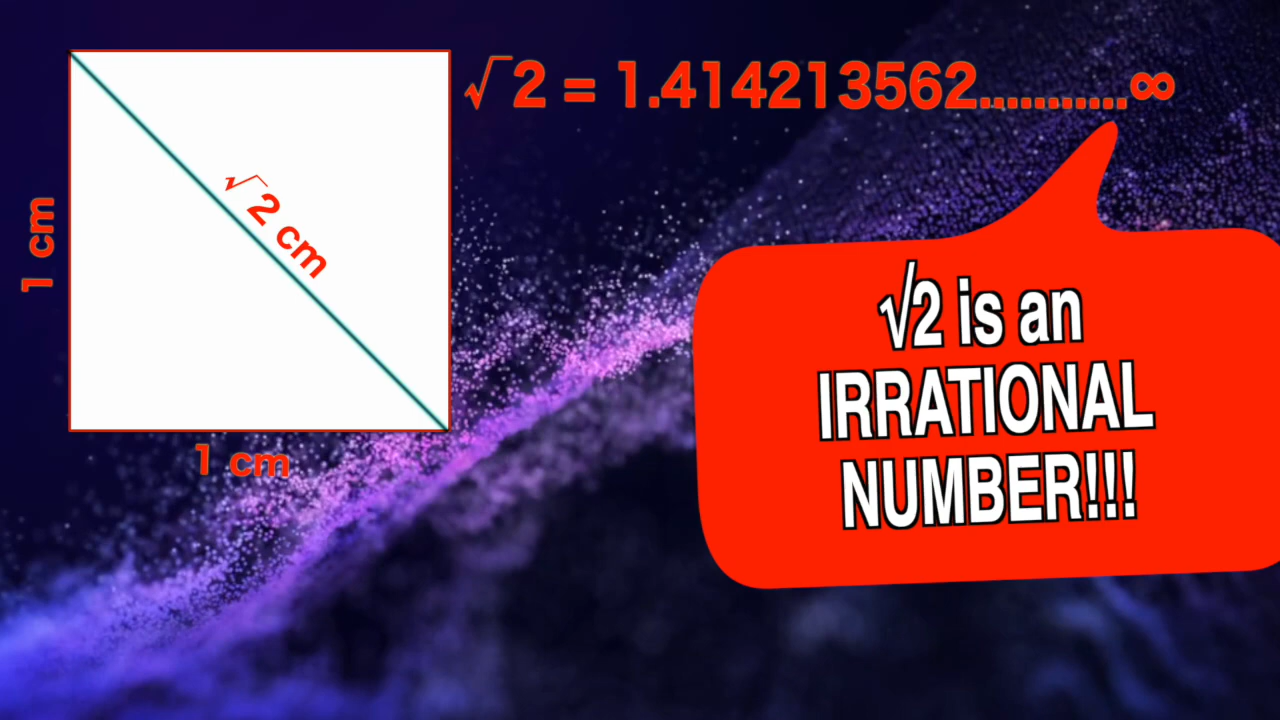 √2 = 1.414213562...........∞
√2 cm
1 cm
1 cm
√2 is an
IRRATIONAL
NUMBER!!!